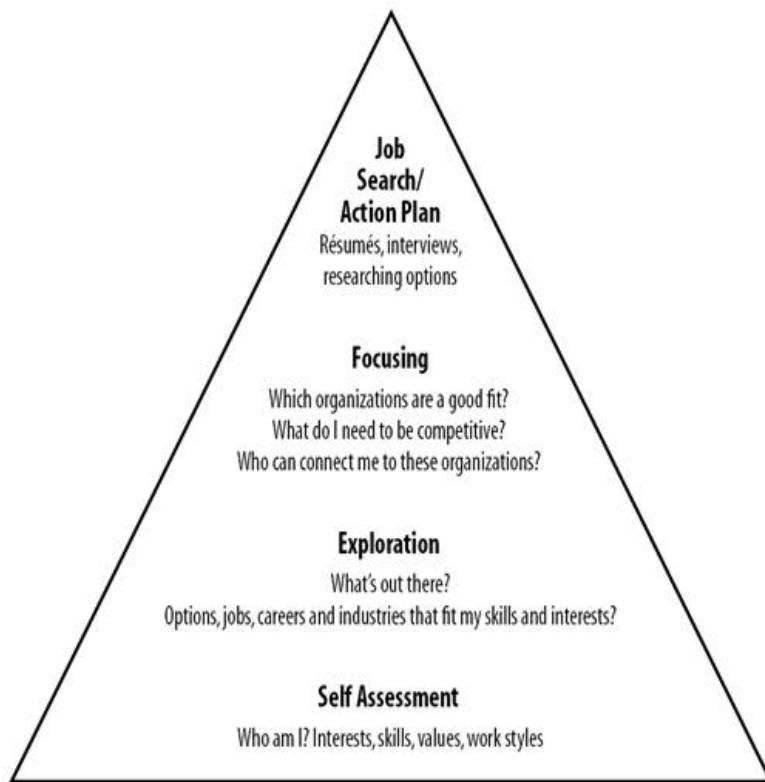 Job
Search/
Action Plan
Résumés, interviews,
researching options
Focusing
Which organizations are a good fit?
What do I need to be competitive?
Who can connect me to these organizations?
Exploration
What's out there?
Options, jobs, careers and industries that fit my skills and interests?
Self Assessment
Who am I? Interests, skills, values, work styles